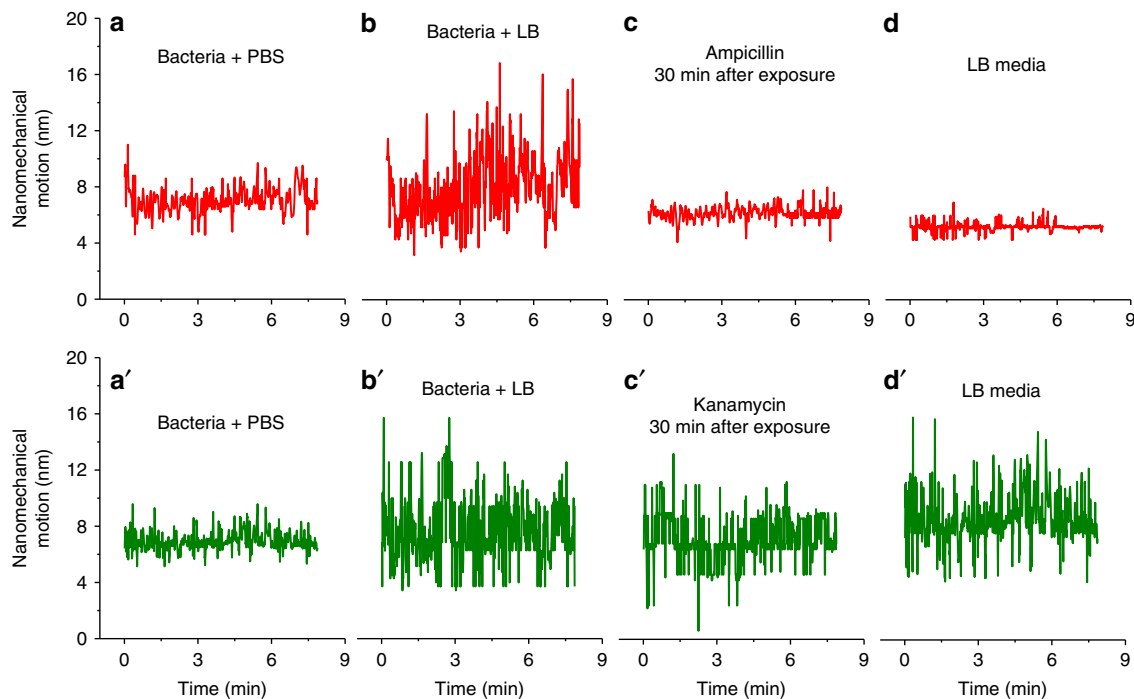 a
b
c
d
Bacteria + PBS
Bacteria + LB
Ampicillin
30 min after exposure
LB media
Nanomechanical
motion (nm)
20
16
12
8
4
0
0 3 6 9
0 3 6 9
0 3 6 9
0 3 6 9
a′
b′
c′
d′
Bacteria + PBS
Bacteria + LB
Kanamycin
30 min after exposure
LB media
Nanomechanical
motion (nm)
20
16
12
8
4
0
0 3 6 9
0 3 6 9
0 3 6 9
0 3 6 9
Time (min)
Time (min)
Time (min)
Time (min)